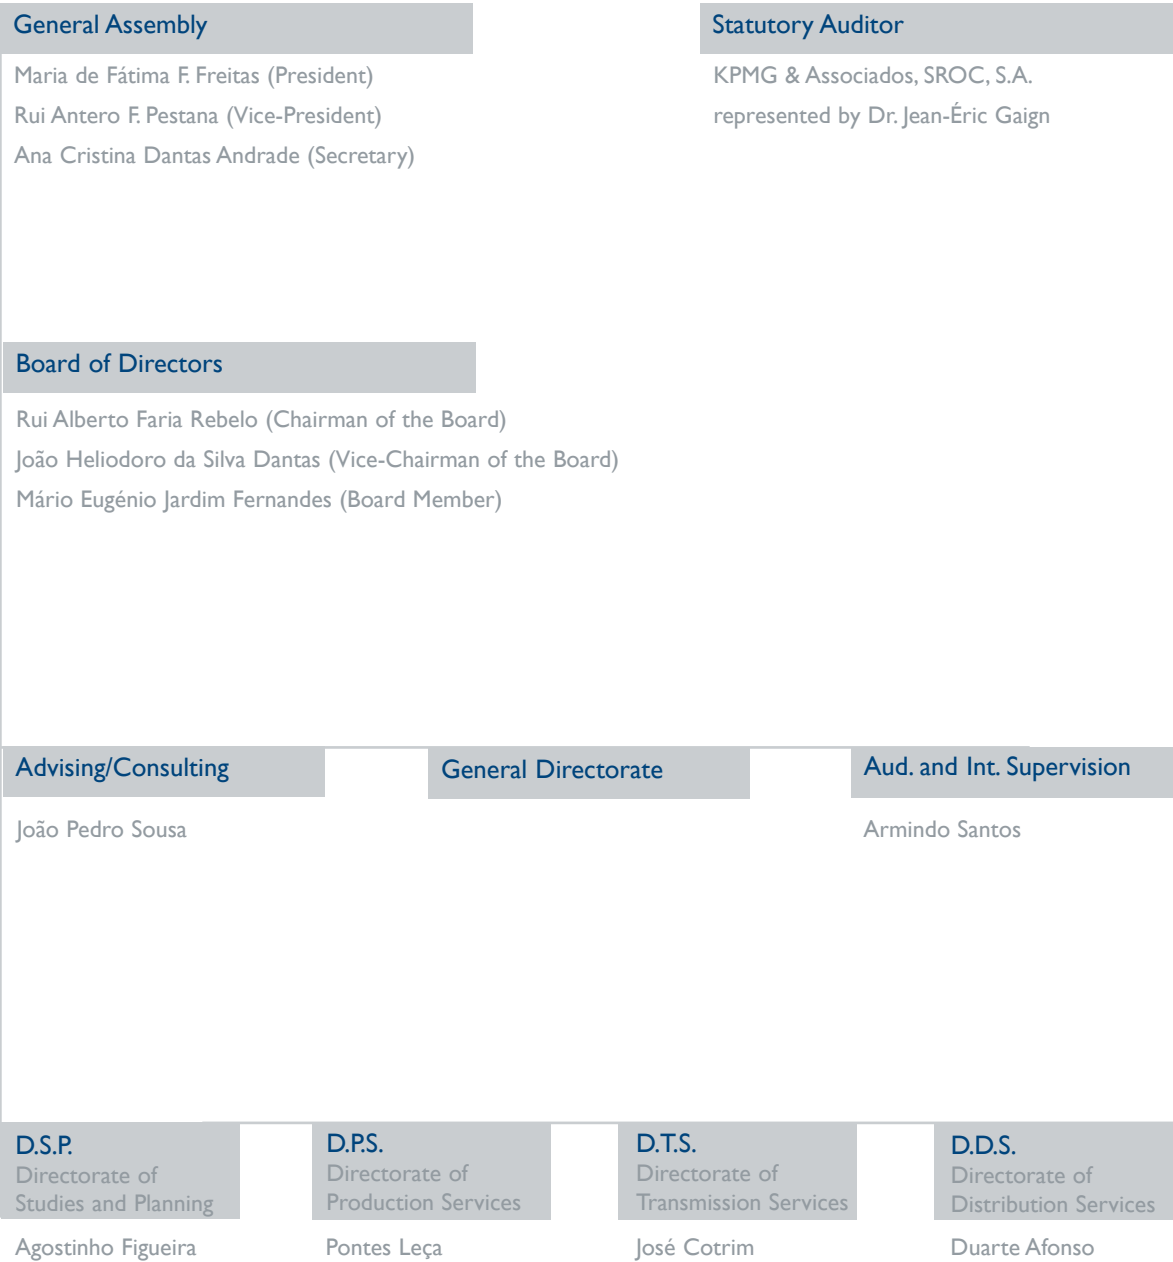 General Assembly
Maria de Fátima F. Freitas (President)
Rui Antero F. Pestana (Vice-President)
Ana Cristina Dantas Andrade (Secretary)
Statutory Auditor
KPMG & Associados, SROC, S.A.
represented by Dr. Jean-Éric Gaign
Board of Directors
Rui Alberto Faria Rebelo (Chairman of the Board)
João Heliodoro da Silva Dantas (Vice-Chairman of the Board)
Mário Eugénio Jardim Fernandes (Board Member)
Advising/Consulting
João Pedro Sousa
General Directorate
Aud. and Int. Supervision
Armindo Santos
D.S.P.
Directorate of
Studies and Planning
Agostinho Figueira
D.P.S.
Directorate of
Production Services
Pontes Leça
D.T.S.
Directorate of
Transmission Services
José Cotrim
D.D.S.
Directorate of
Distribution Services
Duarte Afonso